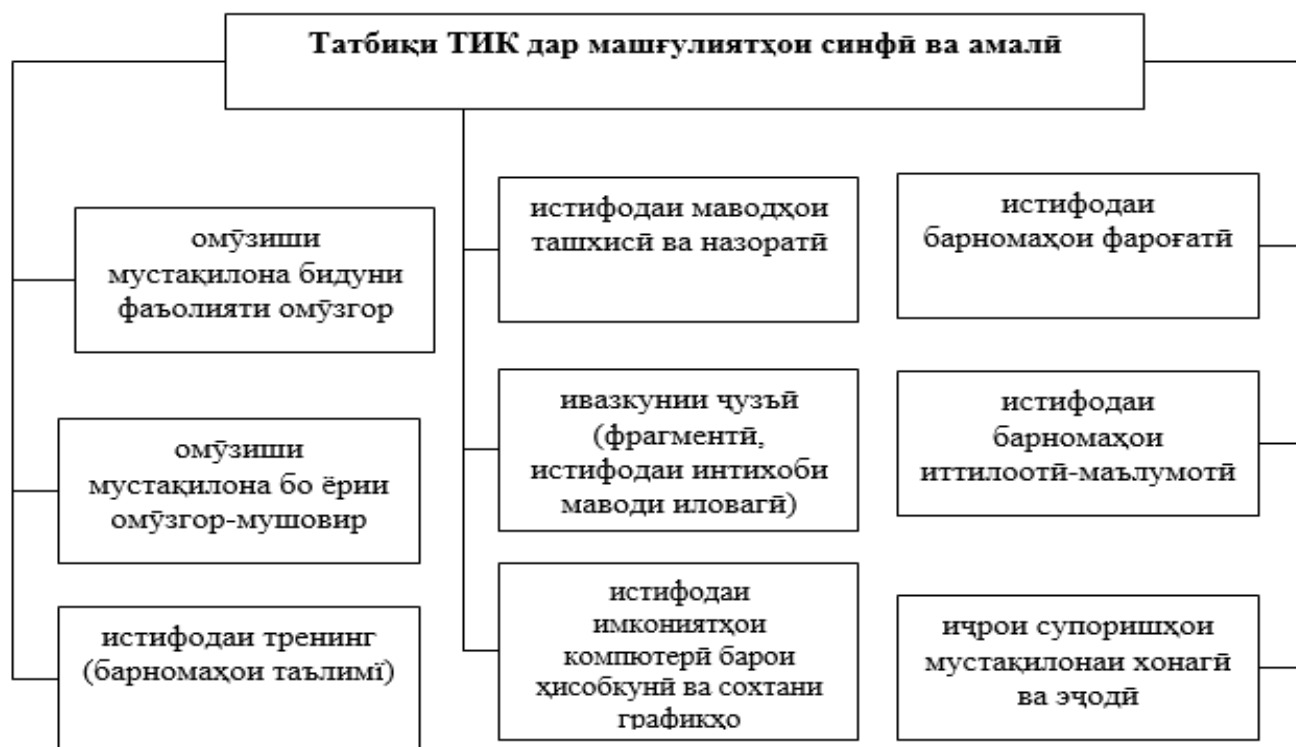 Татбиқи ТИК дар машғулиятҳои синфӣ ва амалӣ
омӯзиши
мустақилона бидуни
фаъолияти омӯзгор
омӯзиши
мустақилона бо ёрии
омӯзгор-мушовир
истифодаи тренинг
(барномаҳои таълимї)
истифодаи маводҳои
ташхисӣ ва назоратӣ
ивазкунии ҷузъӣ
(фрагментӣ,
истифодаи интихоби
маводи иловагӣ)
истифодаи
имкониятҳои
компютерӣ барои
ҳисобкунӣ ва сохтани
графикҳо
истифодаи
барномаҳои фароғатӣ
истифодаи
барномаҳои
иттилоотӣ-маълумотӣ
иҷрои супоришҳои
мустақилонаи хонагӣ
ва эҷодӣ